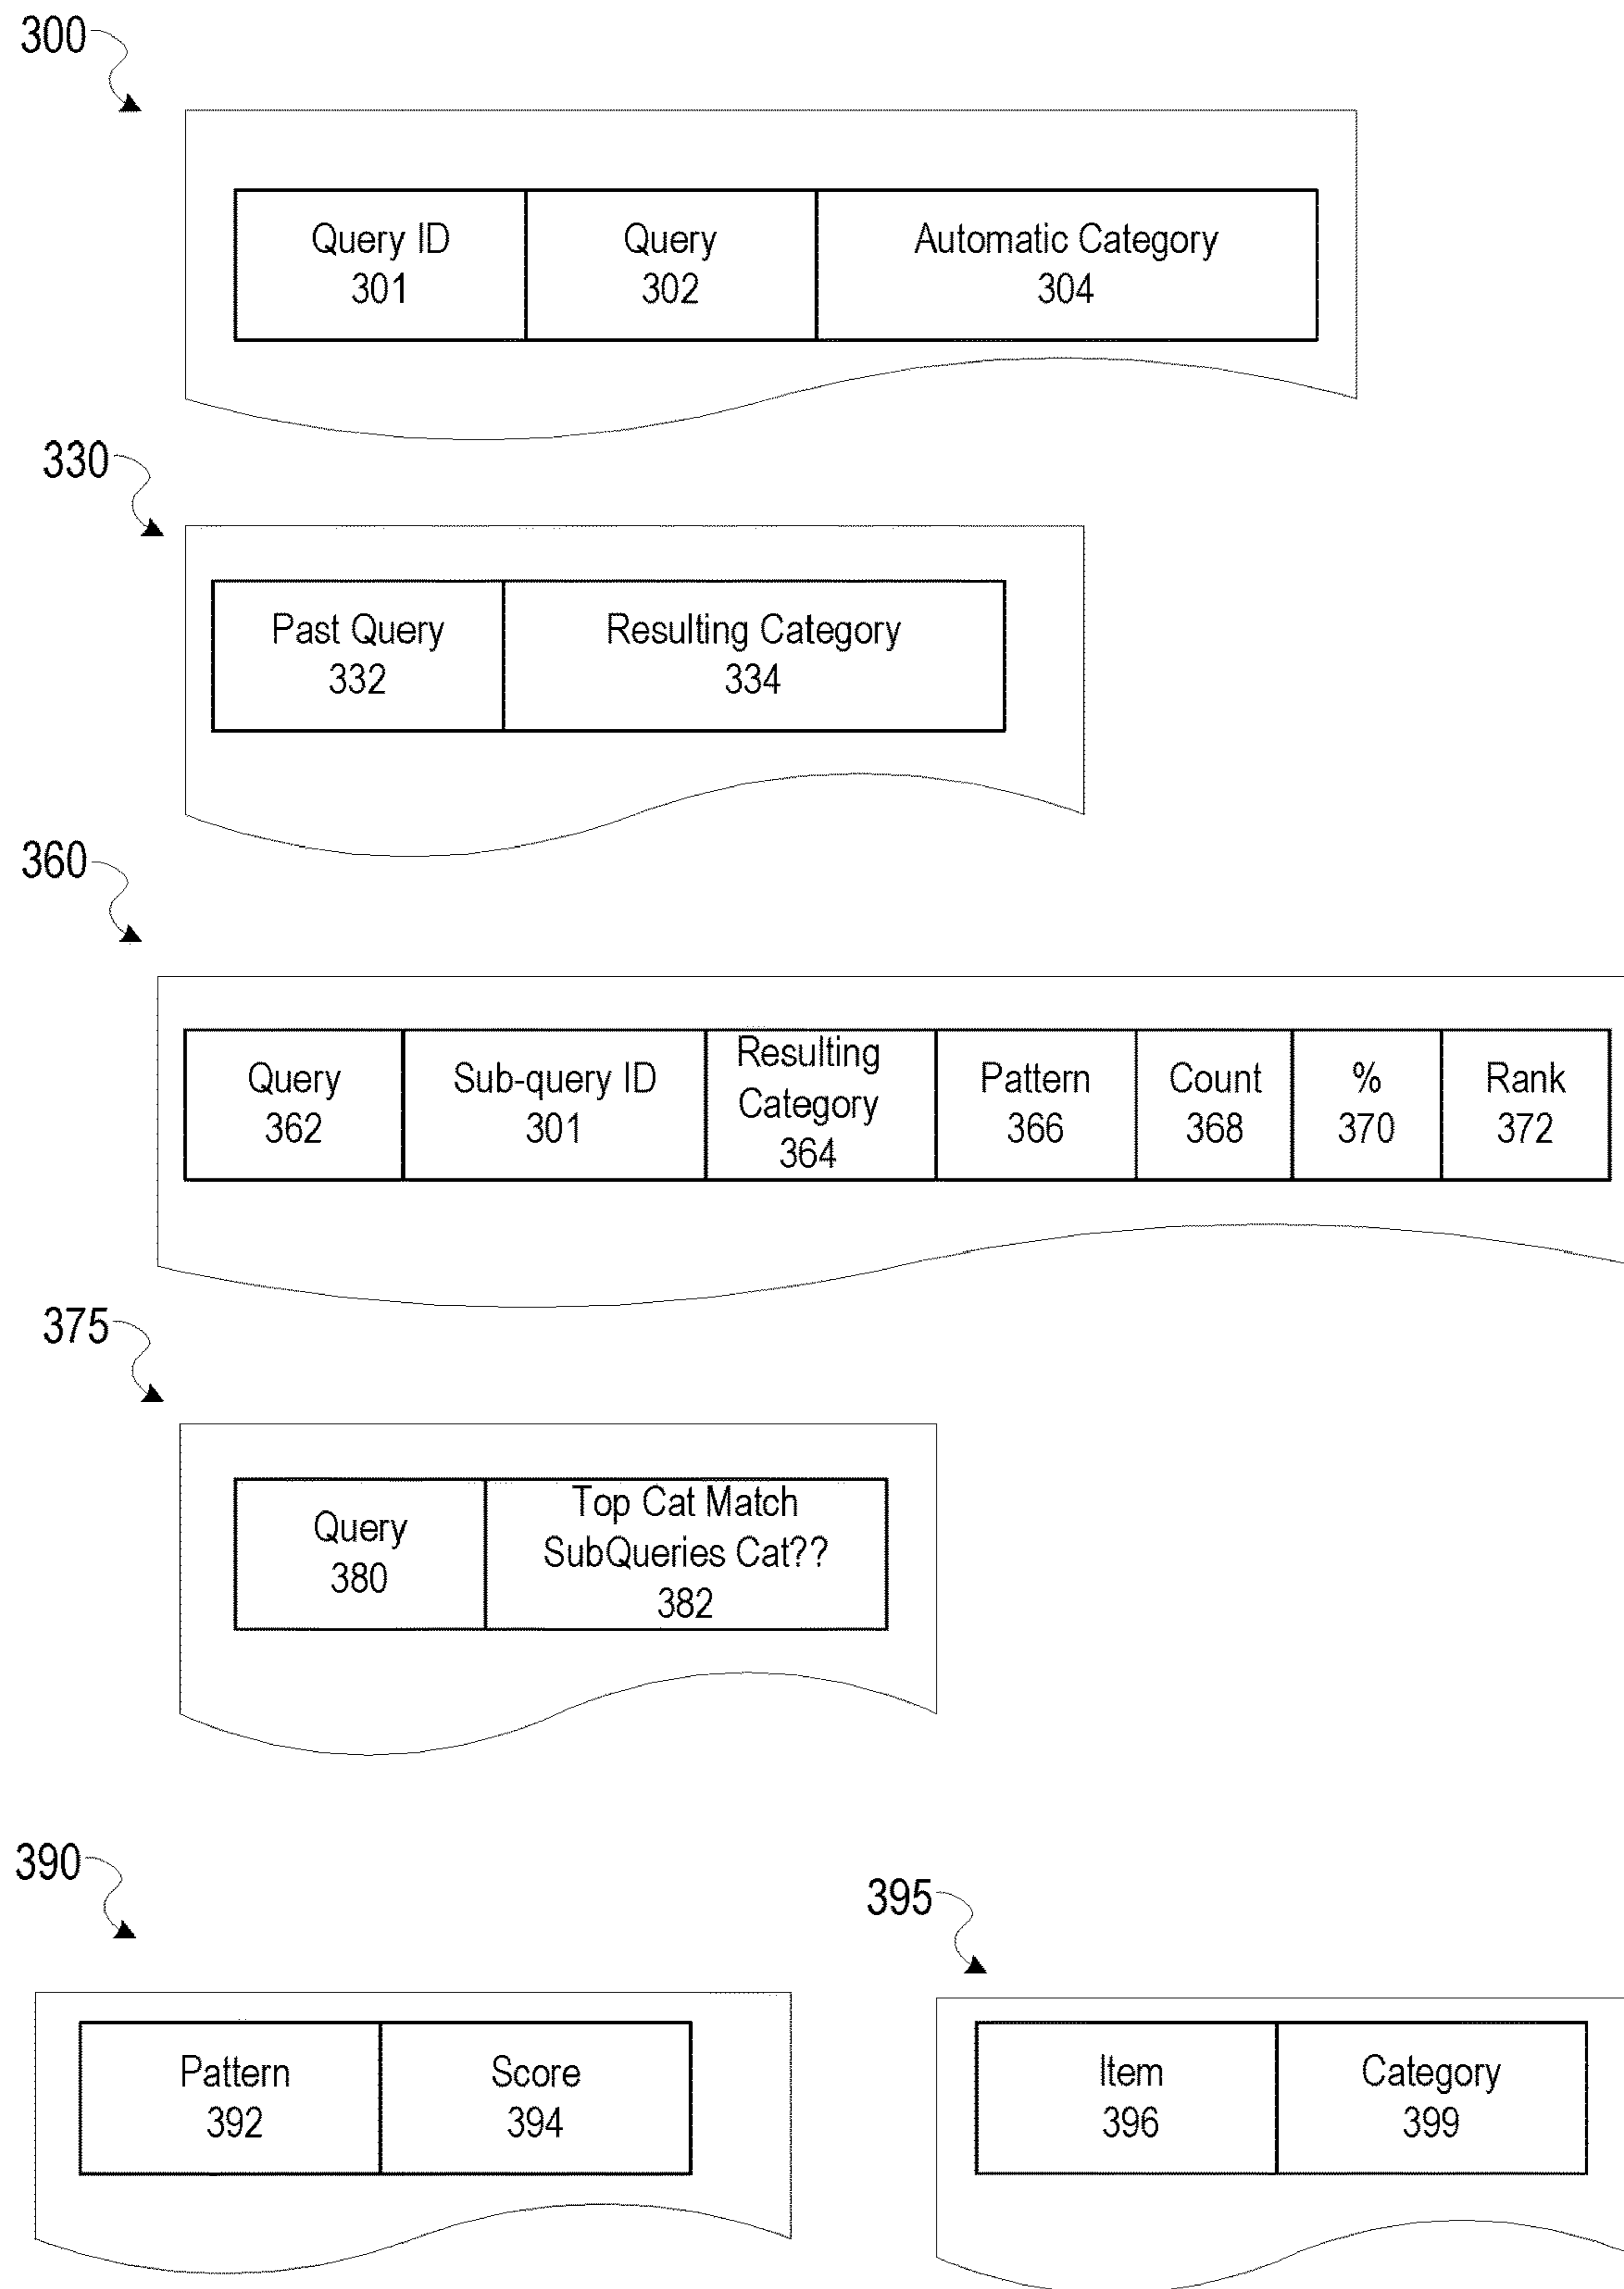 300
Query ID
301
Query
302
Automatic Category
304
330
Past Query
332
Resulting Category
334
360
Query
362
Sub-query ID
301
Resulting
Category
364
Pattern
366
Count
368
%
370
Rank
372
375
Query
380
Top Cat Match
SubQueries Cat??
382
390
Pattern
392
Score
394
395
Item
396
Category
399